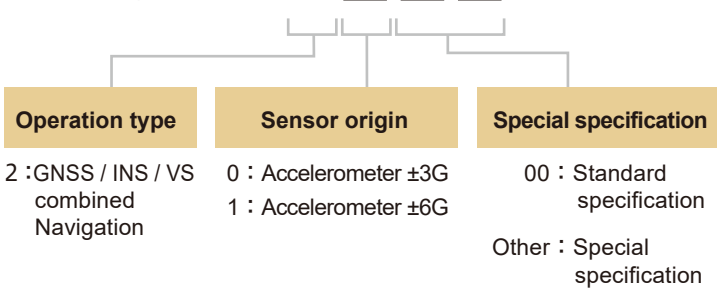 Operation type
2：GNSS / INS / VS
combined
Navigation
Sensor origin
0：Accelerometer ±3G
1：Accelerometer ±6G
Special specification
00：Standard
specification
Other：Special
specification